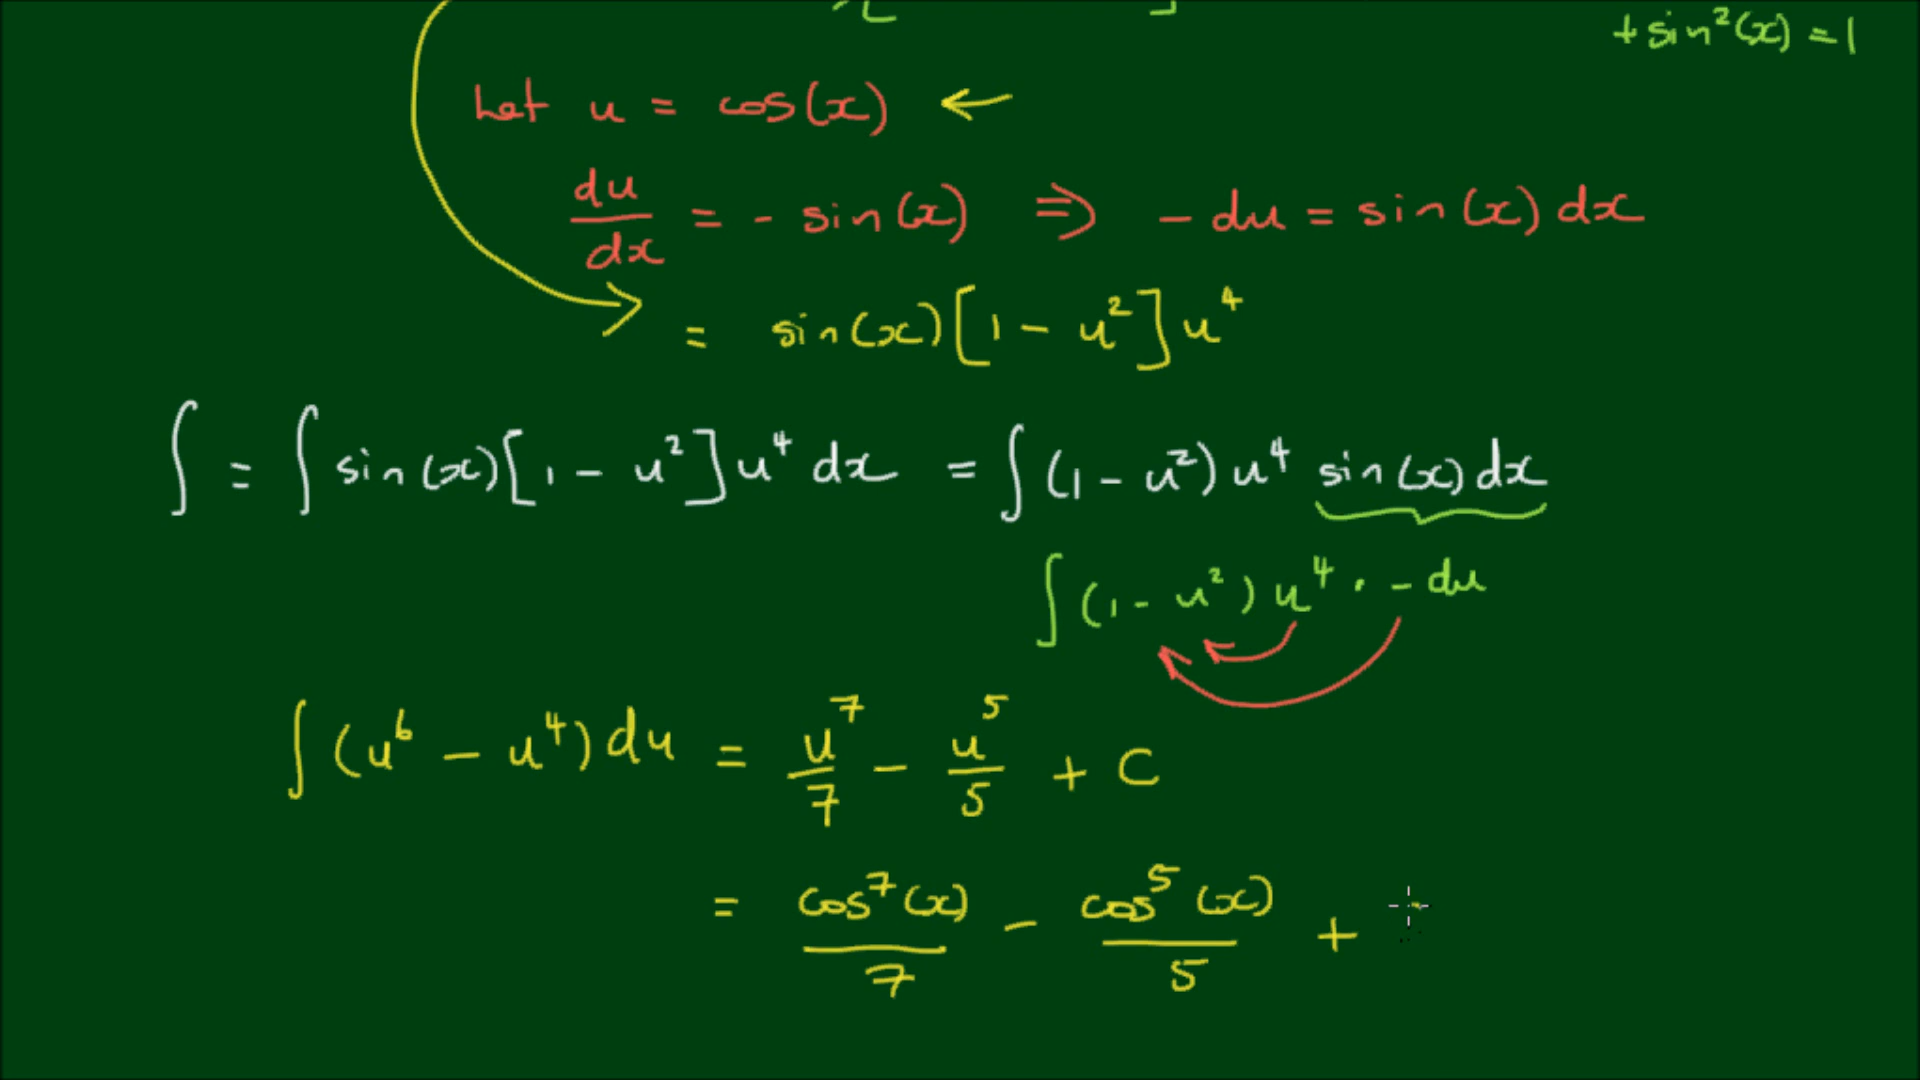 + sin²(x) = 1
Let u = cos(x) ←
du/dx = - sin(x) ⇒ - du = sin(x) dx
= sin(x)[1 - u²]u⁴
∫ = ∫ sin(x)[1 - u²]u⁴ dx = ∫ (1 - u²) u⁴ sin(x) dx
∫ (1 - u²) u⁴ · - du
∫ (u⁶ - u⁴) du = u⁷/7 - u⁵/5 + C
= cos⁷(x)/7 - cos⁵(x)/5 +